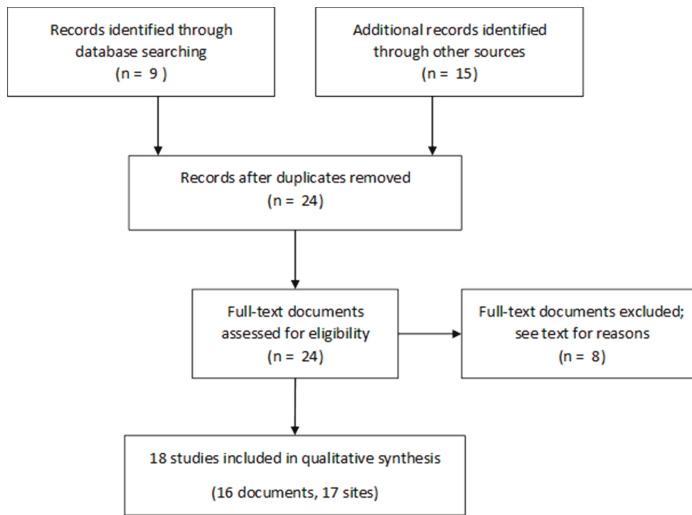 Records identified through
database searching
(n = 9 )
Additional records identified
through other sources
(n = 15)
Records after duplicates removed
(n = 24)
Full-text documents
assessed for eligibility
(n = 24)
Full-text documents excluded;
see text for reasons
(n = 8)
18 studies included in qualitative synthesis
(16 documents, 17 sites)